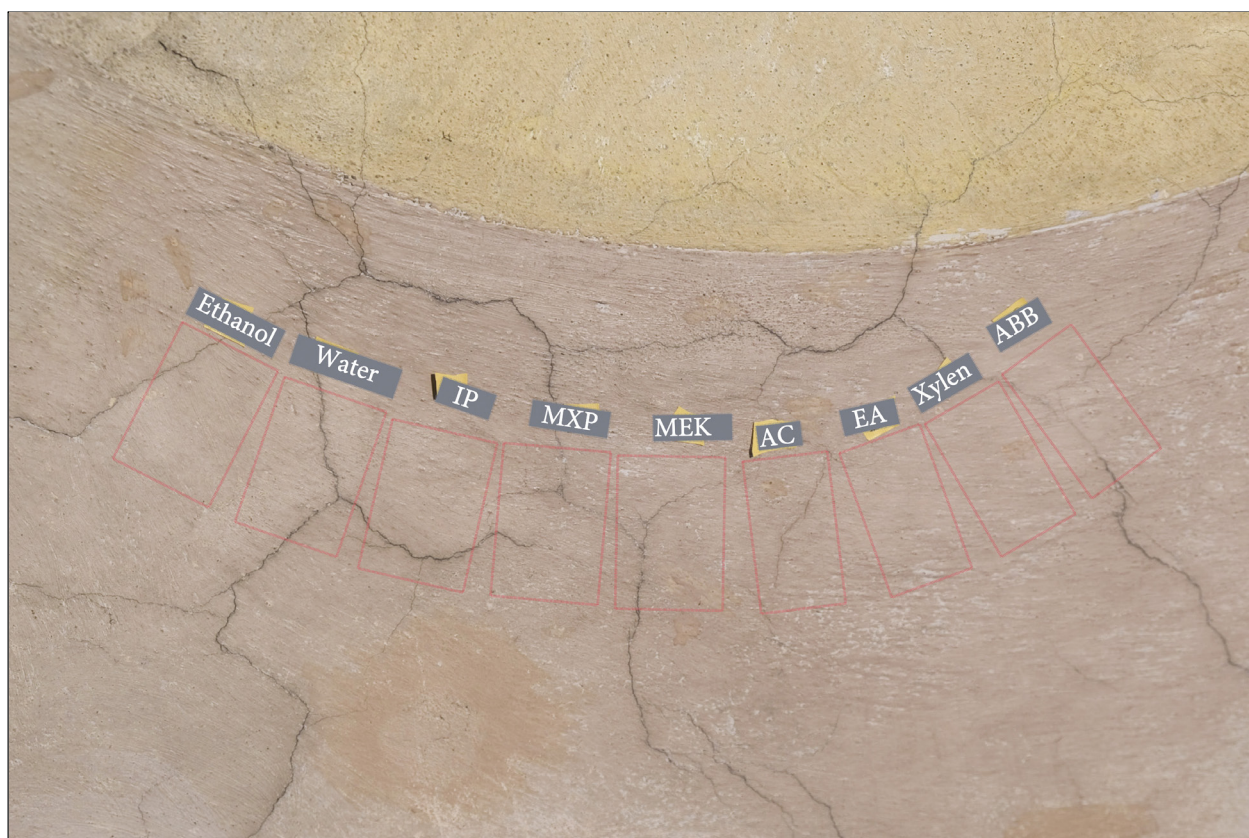 Ethanol
Water
IP
MXP
MEK
AC
EA
Xylen
ABB